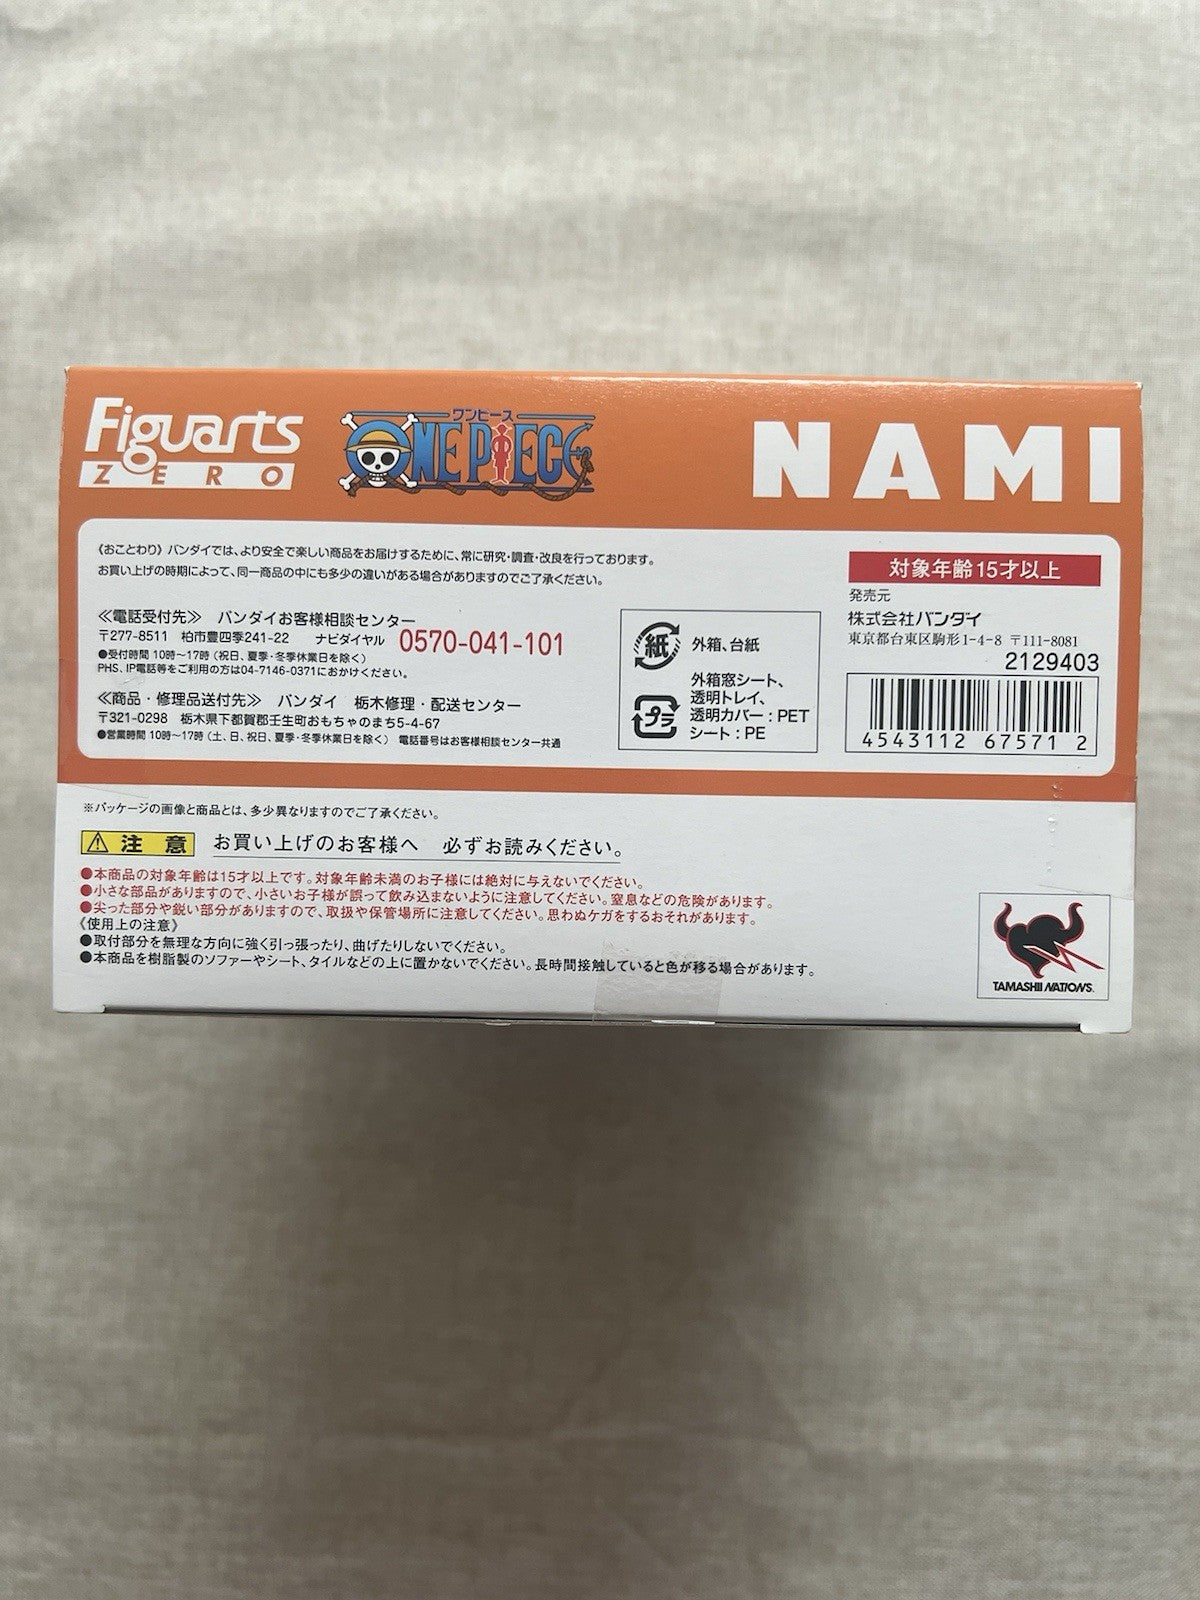 Figuarts
ZERO
ワンピース
ONE PIECE
NAMI
《おことわり》バンダイでは、より安全で楽しい商品をお届けするために、常に研究・調査・改良を行っております。
お買い上げの時期によって、同一商品の中にも多少の違いがある場合がありますのでご了承ください。
≪電話受付先≫ バンダイお客様相談センター
〒277-8511 柏市豊四季241-22 ナビダイヤル 0570-041-101
●受付時間 10時〜17時（祝日、夏季・冬季休業日を除く）
PHS、IP電話等をご利用の方は04-7146-0371におかけください。
≪商品・修理品送付先≫ バンダイ 栃木修理・配送センター
〒321-0298 栃木県下都賀郡壬生町おもちゃのまち5-4-67
●営業時間 10時〜17時（土、日、祝日、夏季・冬季休業日を除く） 電話番号はお客様相談センター共通
紙 外箱、台紙
プラ 外箱窓シート、
透明トレイ、
透明カバー：PET
シート：PE
対象年齢15才以上
発売元
株式会社バンダイ
東京都台東区駒形1-4-8 〒111-8081
2129403
4543112 67571 2
※パッケージの画像と商品とは、多少異なりますのでご了承ください。
注 意 お買い上げのお客様へ 必ずお読みください。
●本商品の対象年齢は15才以上です。対象年齢未満のお子様には絶対に与えないでください。
●小さな部品がありますので、小さいお子様が誤って飲み込まないように注意してください。窒息などの危険があります。
●尖った部分や鋭い部分がありますので、取扱や保管場所に注意してください。思わぬケガをするおそれがあります。
《使用上の注意》
●取付部分を無理な方向に強く引っ張ったり、曲げたりしないでください。
●本商品を樹脂製のソファーやシート、タイルなどの上に置かないでください。長時間接触していると色が移る場合があります。
TAMASHII NATIONS.